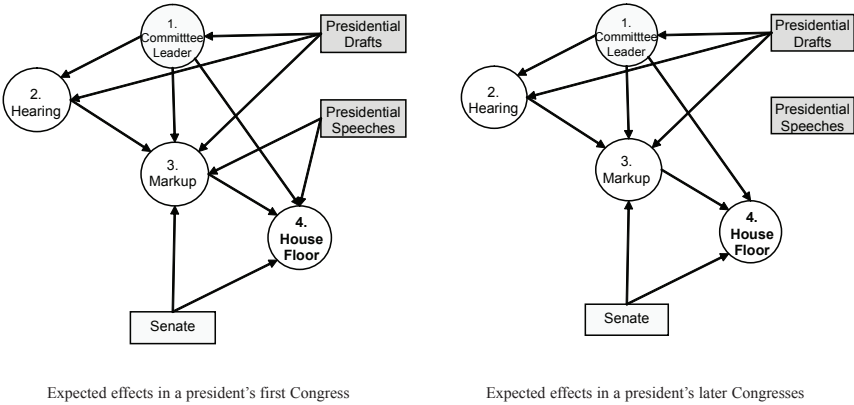 1.
Committtee
Leader
Presidential
Drafts
2.
Hearing
Presidential
Speeches
3.
Markup
4.
House
Floor
Senate
Expected effects in a president's first Congress
1.
Committtee
Leader
Presidential
Drafts
2.
Hearing
Presidential
Speeches
3.
Markup
4.
House
Floor
Senate
Expected effects in a president's later Congresses